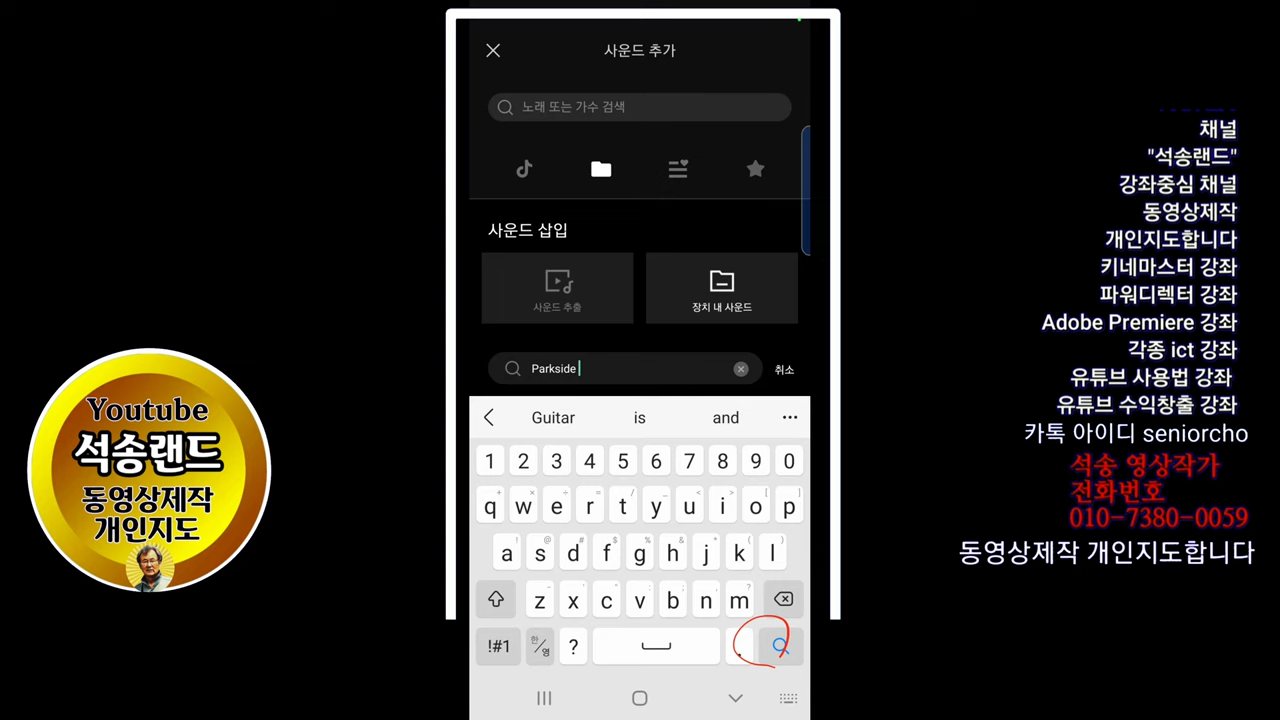 사운드 추가
노래 또는 가수 검색
사운드 삽입
사운드 추출
장치 내 사운드
Parkside
취소
Guitar is and
1 2 3 4 5 6 7 8 9 0
q w e r t y u i o p
a s d f g h j k l
z x c v b n m
!#1 한/영 ? .
Youtube
석송랜드
동영상제작
개인지도
채널
"석송랜드"
강좌중심 채널
동영상제작
개인지도합니다
키네마스터 강좌
파워디렉터 강좌
Adobe Premiere 강좌
각종 ict 강좌
유튜브 사용법 강좌
유튜브 수익창출 강좌
카톡 아이디 seniorcho
석송 영상작가
전화번호
010-7380-0059
동영상제작 개인지도합니다